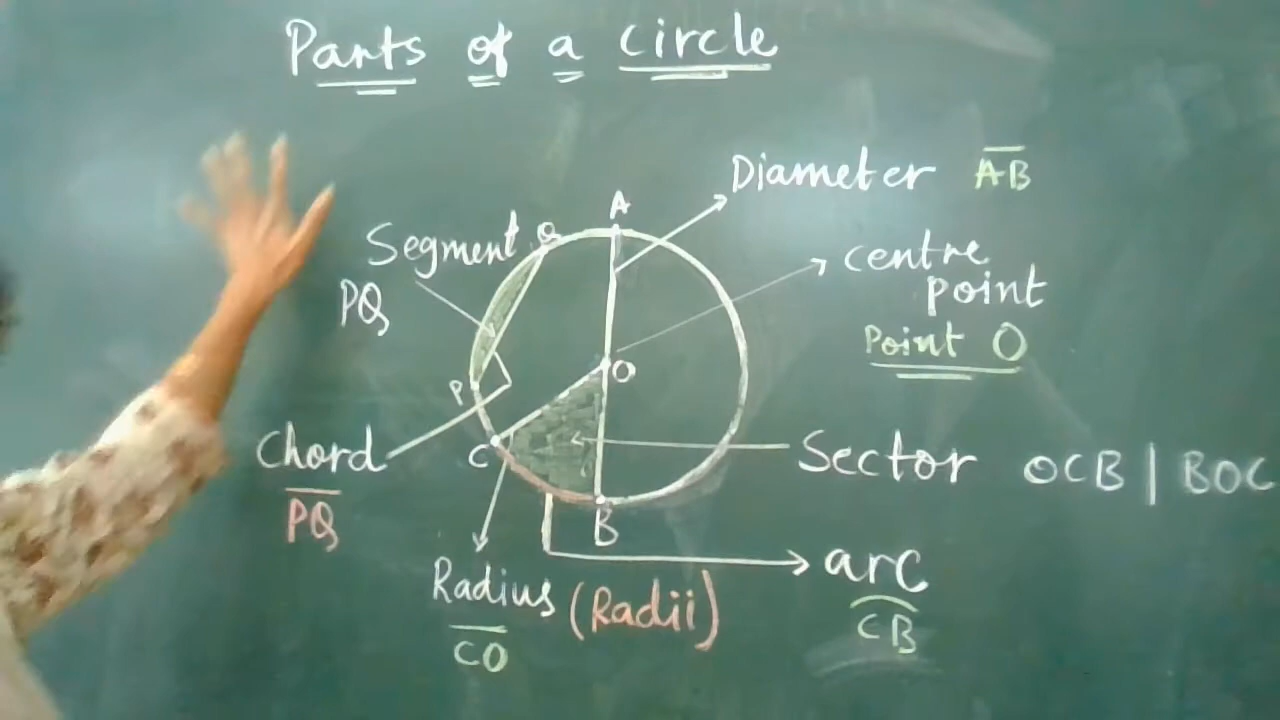 Parts of a circle
Diameter AB
Segment
PQ
Q
A
centre
point
Point O
P
O
C
Chord
PQ
Sector OCB | BOC
B
arc
CB
Radius (Radii)
CO